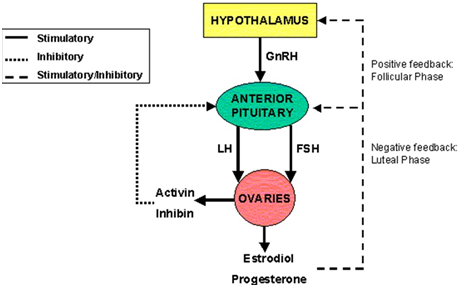 HYPOTHALAMUS
Stimulatory
Inhibitory
Stimulatory/Inhibitory
GnRH
Positive feedback:
Follicular Phase
ANTERIOR
PITUITARY
LH
FSH
Negative feedback:
Luteal Phase
Activin
Inhibin
OVARIES
Estrodiol
Progesterone